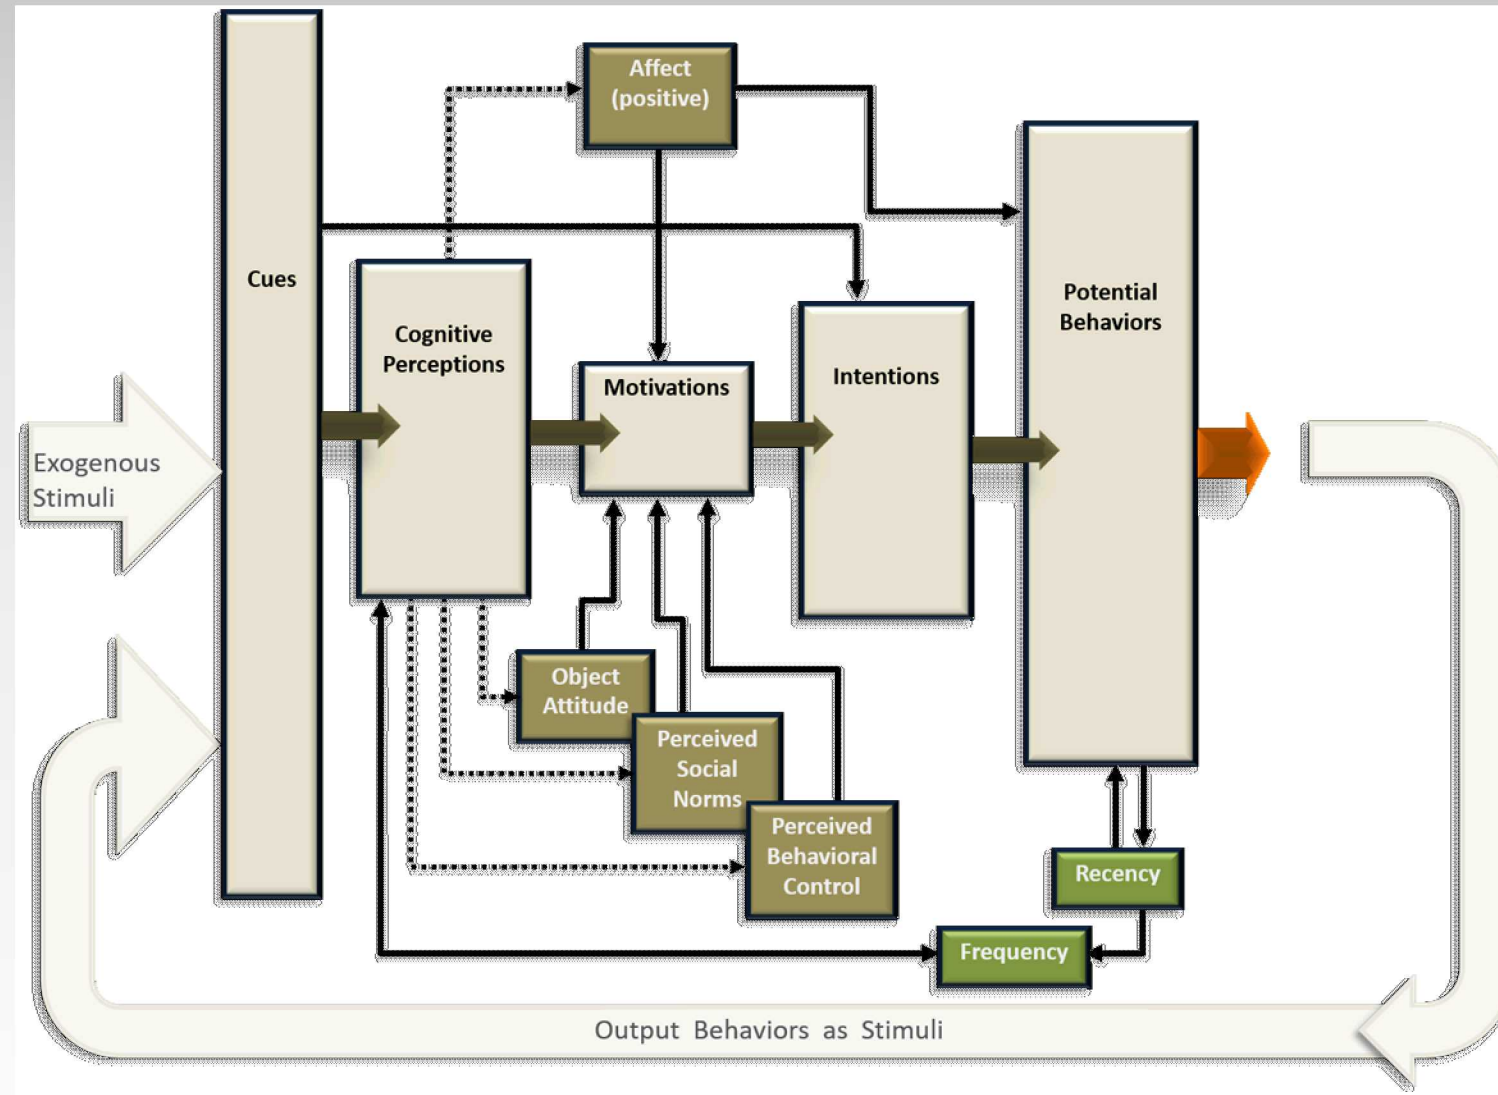 Affect
(positive)
Cues
Cognitive
Perceptions
Motivations
Intentions
Potential
Behaviors
Exogenous
Stimuli
Object
Attitude
Perceived
Social
Norms
Perceived
Behavioral
Control
Recency
Frequency
Output Behaviors as Stimuli